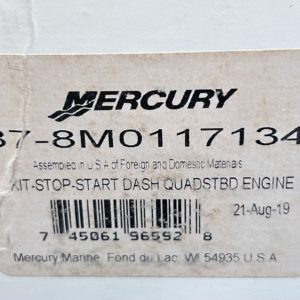 MERCURY
87-8M0117134
Assembled in U.S.A of Foreign and Domestic Materials
KIT-STOP-START DASH QUADSTBD ENGINE
21-Aug-19
7 45061 96592 8
Mercury Marine, Fond du Lac, WI 54935 U.S.A.